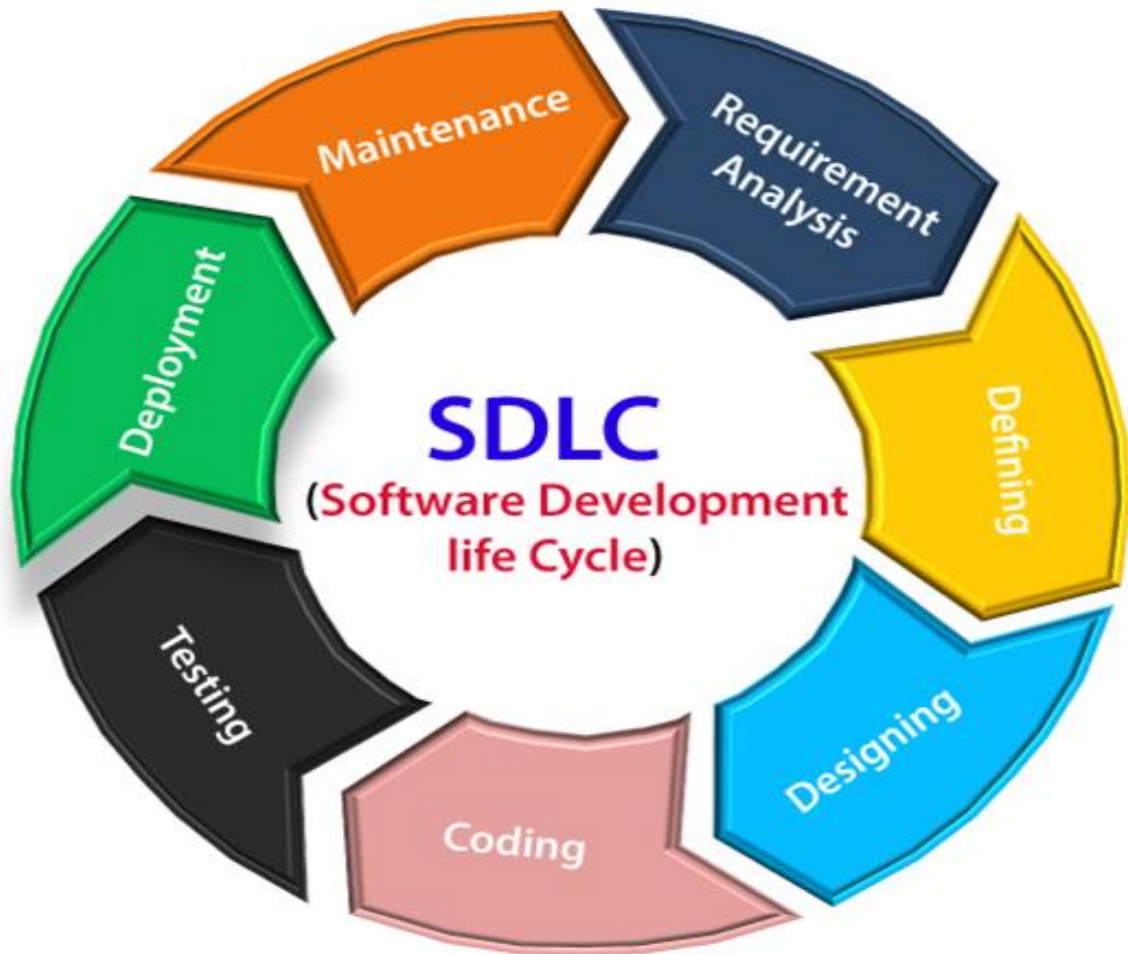 SDLC
(Software Development
life Cycle)
Requirement
Analysis
Defining
Designing
Coding
Testing
Deployment
Maintenance